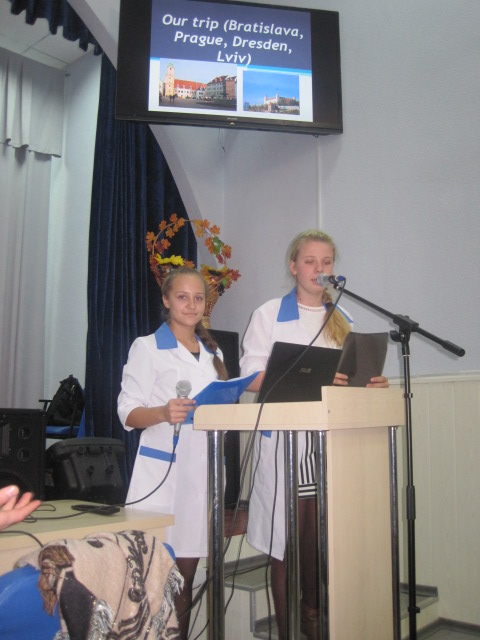 Our trip (Bratislava,
Prague, Dresden,
Lviv)